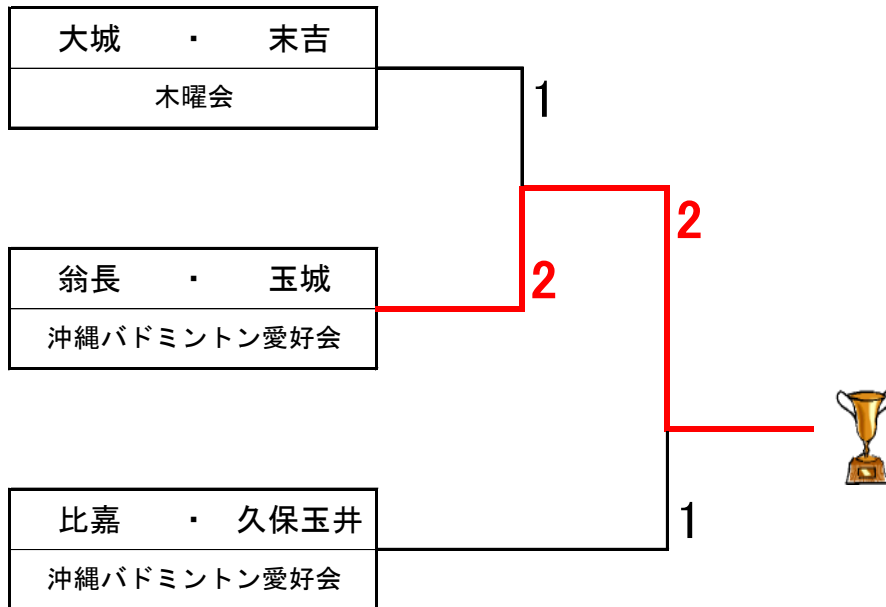 大城 ・ 末吉
木曜会
1
2
翁長 ・ 玉城
2
沖縄バドミントン愛好会
比嘉 ・ 久保玉井
1
沖縄バドミントン愛好会